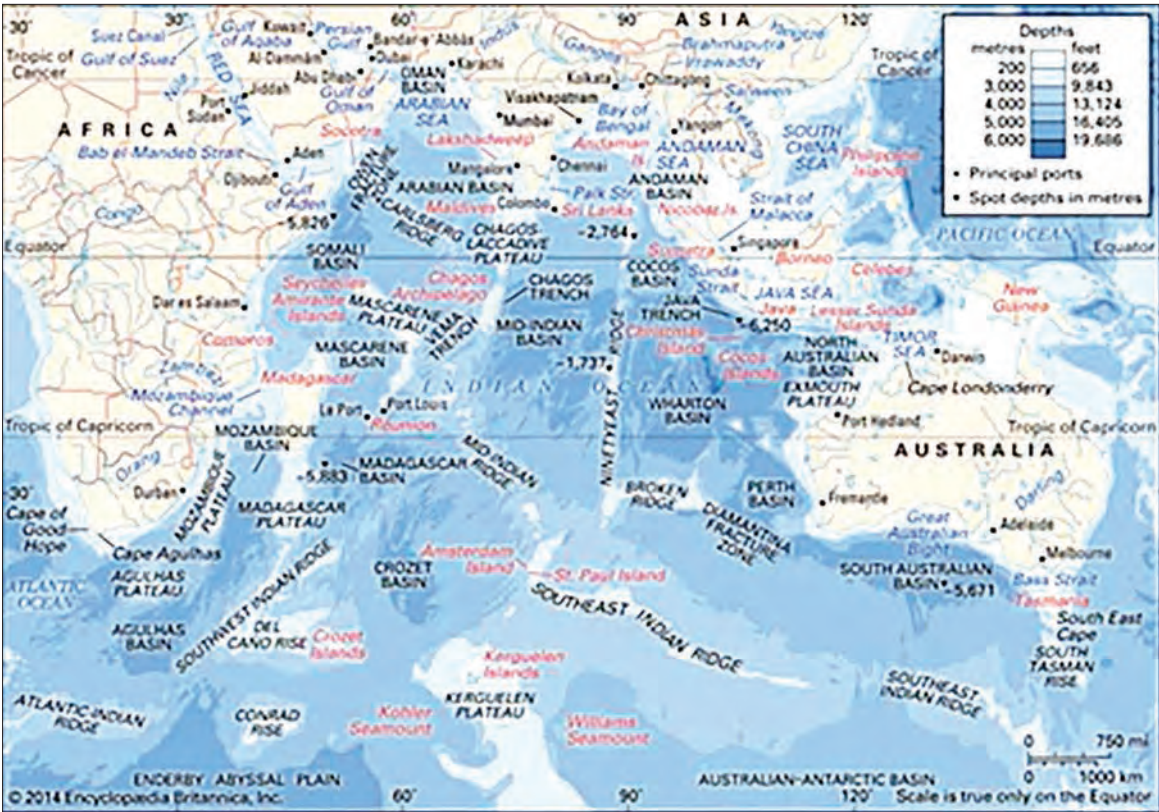 30°
30°
60°
90°
120°
ASIA
Suez Canal
Gulf of Aqaba
Kuwait
Persian Gulf
Bandar-e 'Abbās
Indus
Ganges
Brahmaputra
Irrawaddy
Yangtze
Tropic of Cancer
Gulf of Suez
Al-Dammām
Dubai
Abu Dhabi
Gulf of Oman
OMAN BASIN
Karachi
Kolkata
Chittagong
Salween
Mekong
Tropic of Cancer
Nile
RED SEA
Jiddah
Port Sudan
ARABIAN SEA
Mumbai
Visakhapatnam
Bay of Bengal
Yangon
SOUTH CHINA SEA
Philippine Islands
AFRICA
Socotra
Lakshadweep
Andaman Is.
ANDAMAN SEA
Bab el-Mandeb Strait
Aden
Djibouti
Gulf of Aden
OWEN FRACTURE ZONE
Mangalore
Chennai
ARABIAN BASIN
Palk Str.
ANDAMAN BASIN
Strait of Malacca
Congo
-5,826
CARLSBERG RIDGE
Maldives
Colombo
Sri Lanka
Nicobar Is.
-2,764
PACIFIC OCEAN
Equator
Equator
SOMALI BASIN
CHAGOS-LACCADIVE PLATEAU
Sumatra
Singapore
Borneo
Celebes
New Guinea
Seychelles
Amirante Islands
Chagos Archipelago
CHAGOS TRENCH
COCOS BASIN
Sunda Strait
JAVA SEA
Java
Lesser Sunda Islands
Dar es Salaam
MASCARENE PLATEAU
VEMA TRENCH
MID-INDIAN BASIN
JAVA TRENCH
-6,250
Christmas Island
NORTH AUSTRALIAN BASIN
TIMOR SEA
Darwin
Comoros
MASCARENE BASIN
-1,737
Cocos Islands
Cape Londonderry
Zambezi
Madagascar
INDIAN OCEAN
EXMOUTH PLATEAU
Mozambique Channel
Le Port
Port Louis
Réunion
NINETYEAST RIDGE
WHARTON BASIN
Port Hedland
Tropic of Capricorn
Tropic of Capricorn
MOZAMBIQUE BASIN
MID-INDIAN RIDGE
AUSTRALIA
Orang
-5,883
MADAGASCAR BASIN
30°
Durban
MOZAMBIQUE PLATEAU
MADAGASCAR PLATEAU
BROKEN RIDGE
PERTH BASIN
Fremantle
Darling
Cape of Good Hope
Cape Agulhas
DIAMANTINA FRACTURE ZONE
Great Australian Bight
Adelaide
Melbourne
ATLANTIC OCEAN
AGULHAS PLATEAU
SOUTHWEST INDIAN RIDGE
CROZET BASIN
Amsterdam Island
St. Paul Island
SOUTH AUSTRALIAN BASIN
-5,671
Bass Strait
Tasmania
AGULHAS BASIN
DEL CANO RISE
Crozet Islands
SOUTHEAST INDIAN RIDGE
South East Cape
SOUTH TASMAN RISE
Kerguelen Islands
KERGUELEN PLATEAU
SOUTHEAST INDIAN RIDGE
ATLANTIC-INDIAN RIDGE
CONRAD RISE
Kohler Seamount
Williams Seamount
ENDERBY ABYSSAL PLAIN
AUSTRALIAN-ANTARCTIC BASIN
0 750 mi
0 1000 km
© 2014 Encyclopædia Britannica, Inc.
60°
90°
120°
Scale is true only on the Equator
Depths
metres feet
200 656
3,000 9,843
4,000 13,124
5,000 16,405
6,000 19,686
• Principal ports
• Spot depths in metres